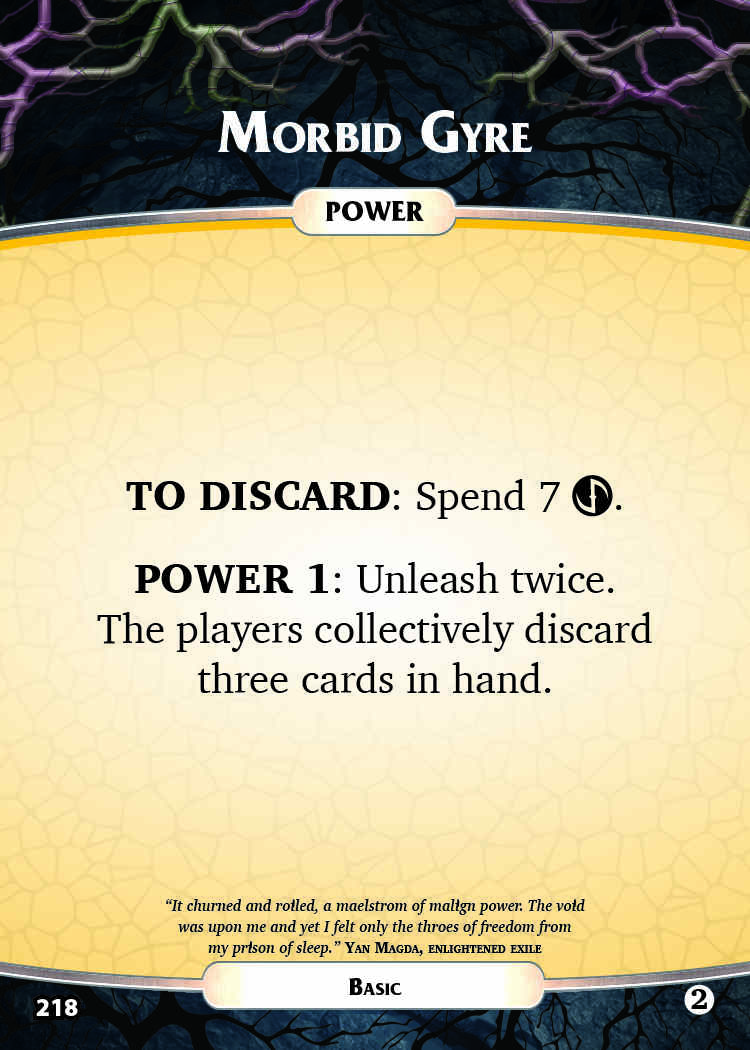 Morbid Gyre
POWER
TO DISCARD: Spend 7 .
POWER 1: Unleash twice.
The players collectively discard
three cards in hand.
“It churned and roiled, a maelstrom of malign power. The void
was upon me and yet I felt only the throes of freedom from
my prison of sleep.” Yan Magda, enlightened exile
Basic
218
2